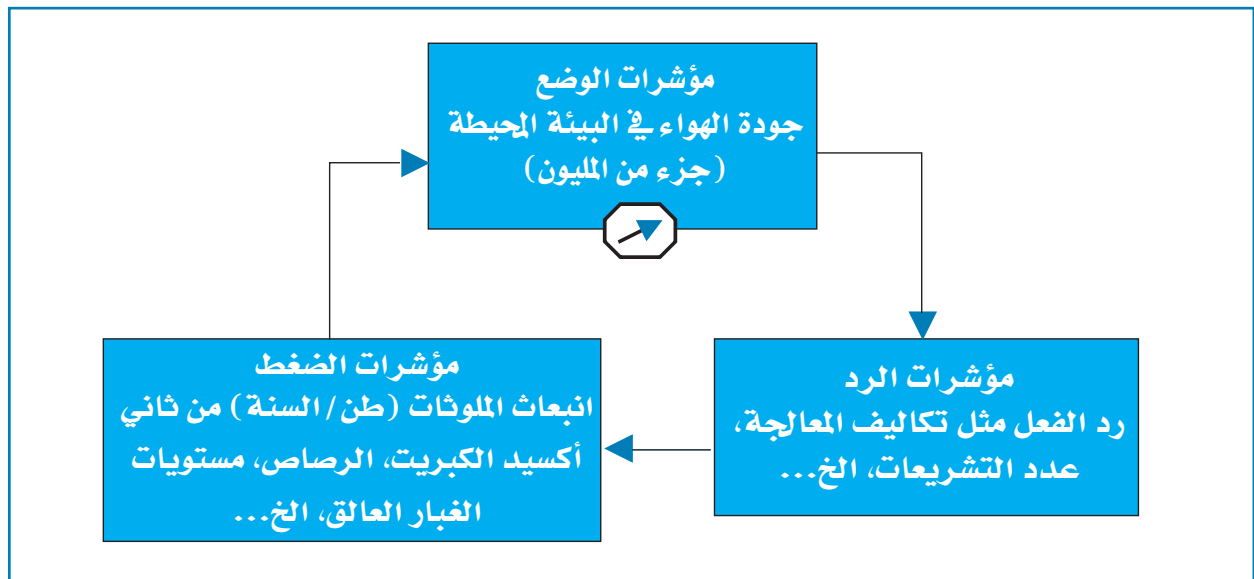 مؤشرات الوضع
جودة الهواء في البيئة المحيطة
(جزء من المليون)
مؤشرات الضغط
انبعاث الملوثات (طن/السنة) من ثاني
أكسيد الكبريت، الرصاص، مستويات
الغبار العالق، الخ...
مؤشرات الرد
رد الفعل مثل تكاليف المعالجة،
عدد التشريعات، الخ...